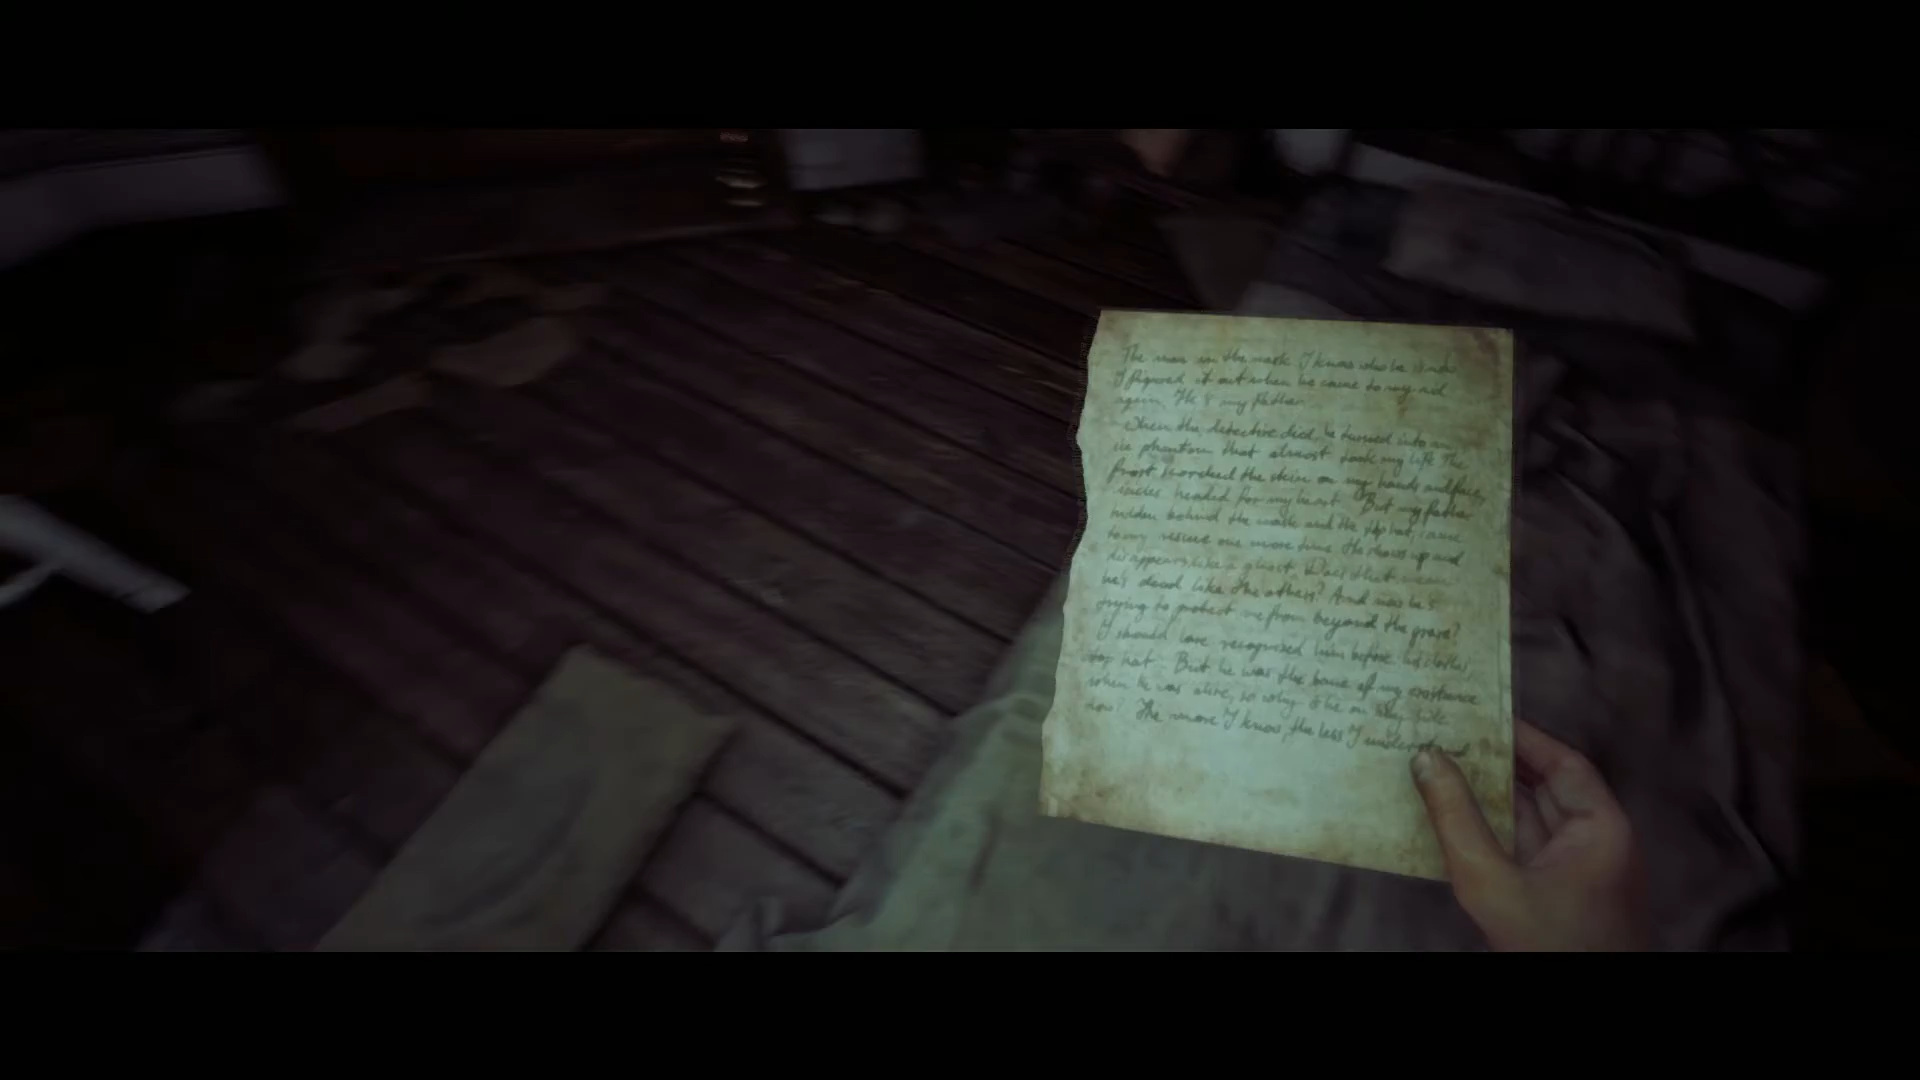 The man in the mask. I know who he is now
I figured it out when he came to my aid
again. He's my father.
When the detective died, he turned into an
ice phantom that almost took my life. The
frost scorched the skin on my hands and face,
icicles headed for my heart. But my father
hidden behind the mask and the top hat, came
to my rescue one more time. He shows up and
disappears like a ghost. Does that mean
he's dead like the others? And now he's
trying to protect me from beyond the grave?
I should have recognized him before his clothes,
top hat. But he was the bane of my existence
when he was alive, so why is he on my side
now? The more I know, the less I understand